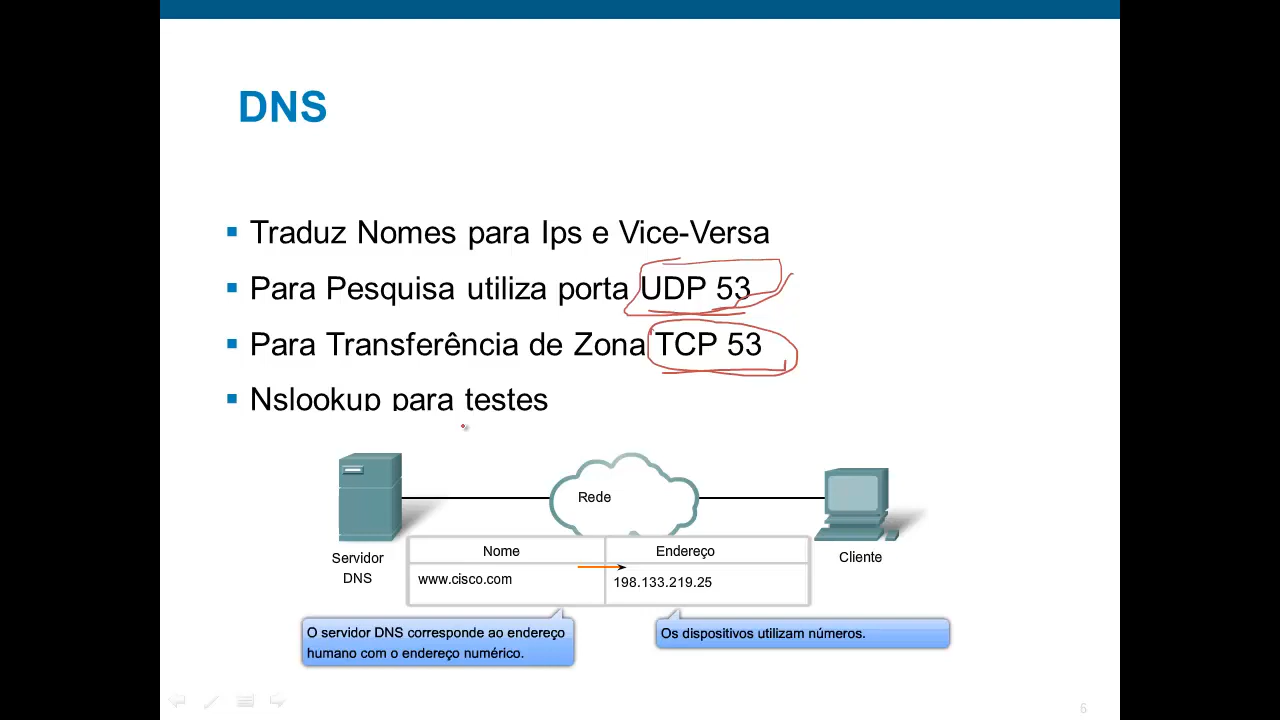 DNS
Traduz Nomes para Ips e Vice-Versa
Para Pesquisa utiliza porta UDP 53
Para Transferência de Zona TCP 53
Nslookup para testes
Rede
Servidor
DNS
Nome
Endereço
Cliente
www.cisco.com
198.133.219.25
O servidor DNS corresponde ao endereço
humano com o endereço numérico.
Os dispositivos utilizam números.
6